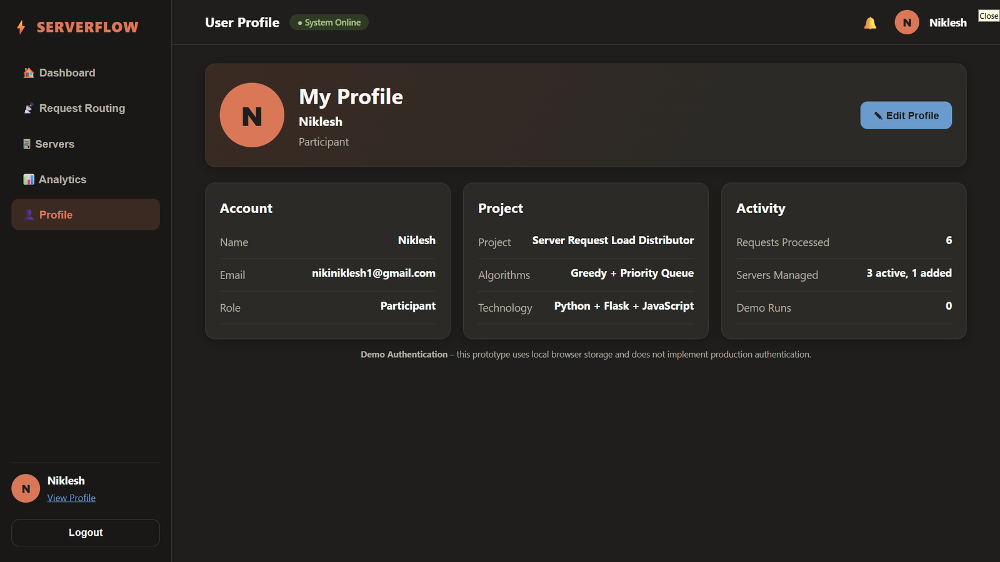 SERVERFLOW
Dashboard
Request Routing
Servers
Analytics
Profile
N
Niklesh
View Profile
Logout
User Profile
● System Online
N
Niklesh
Close
N
My Profile
Niklesh
Participant
Edit Profile
Account
Name Niklesh
Email nikiniklesh1@gmail.com
Role Participant
Project
Project Server Request Load Distributor
Algorithms Greedy + Priority Queue
Technology Python + Flask + JavaScript
Activity
Requests Processed 6
Servers Managed 3 active, 1 added
Demo Runs 0
Demo Authentication – this prototype uses local browser storage and does not implement production authentication.